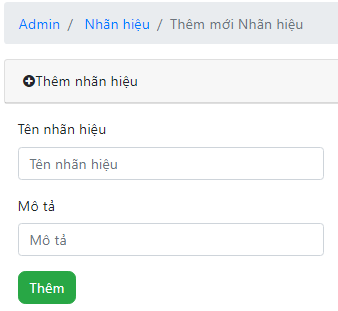 Admin / Nhãn hiệu / Thêm mới Nhãn hiệu
Thêm nhãn hiệu
Tên nhãn hiệu
Tên nhãn hiệu
Mô tả
Mô tả
Thêm